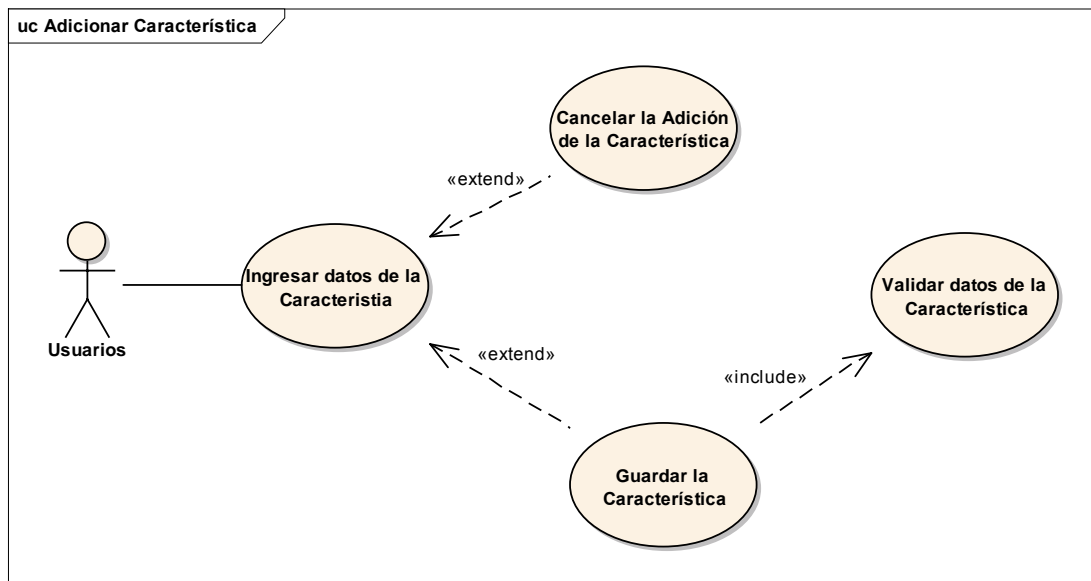 uc Adicionar Característica
Cancelar la Adición
de la Característica
«extend»
Ingresar datos de la
Caracteristia
Usuarios
Validar datos de la
Característica
«extend»
«include»
Guardar la
Característica